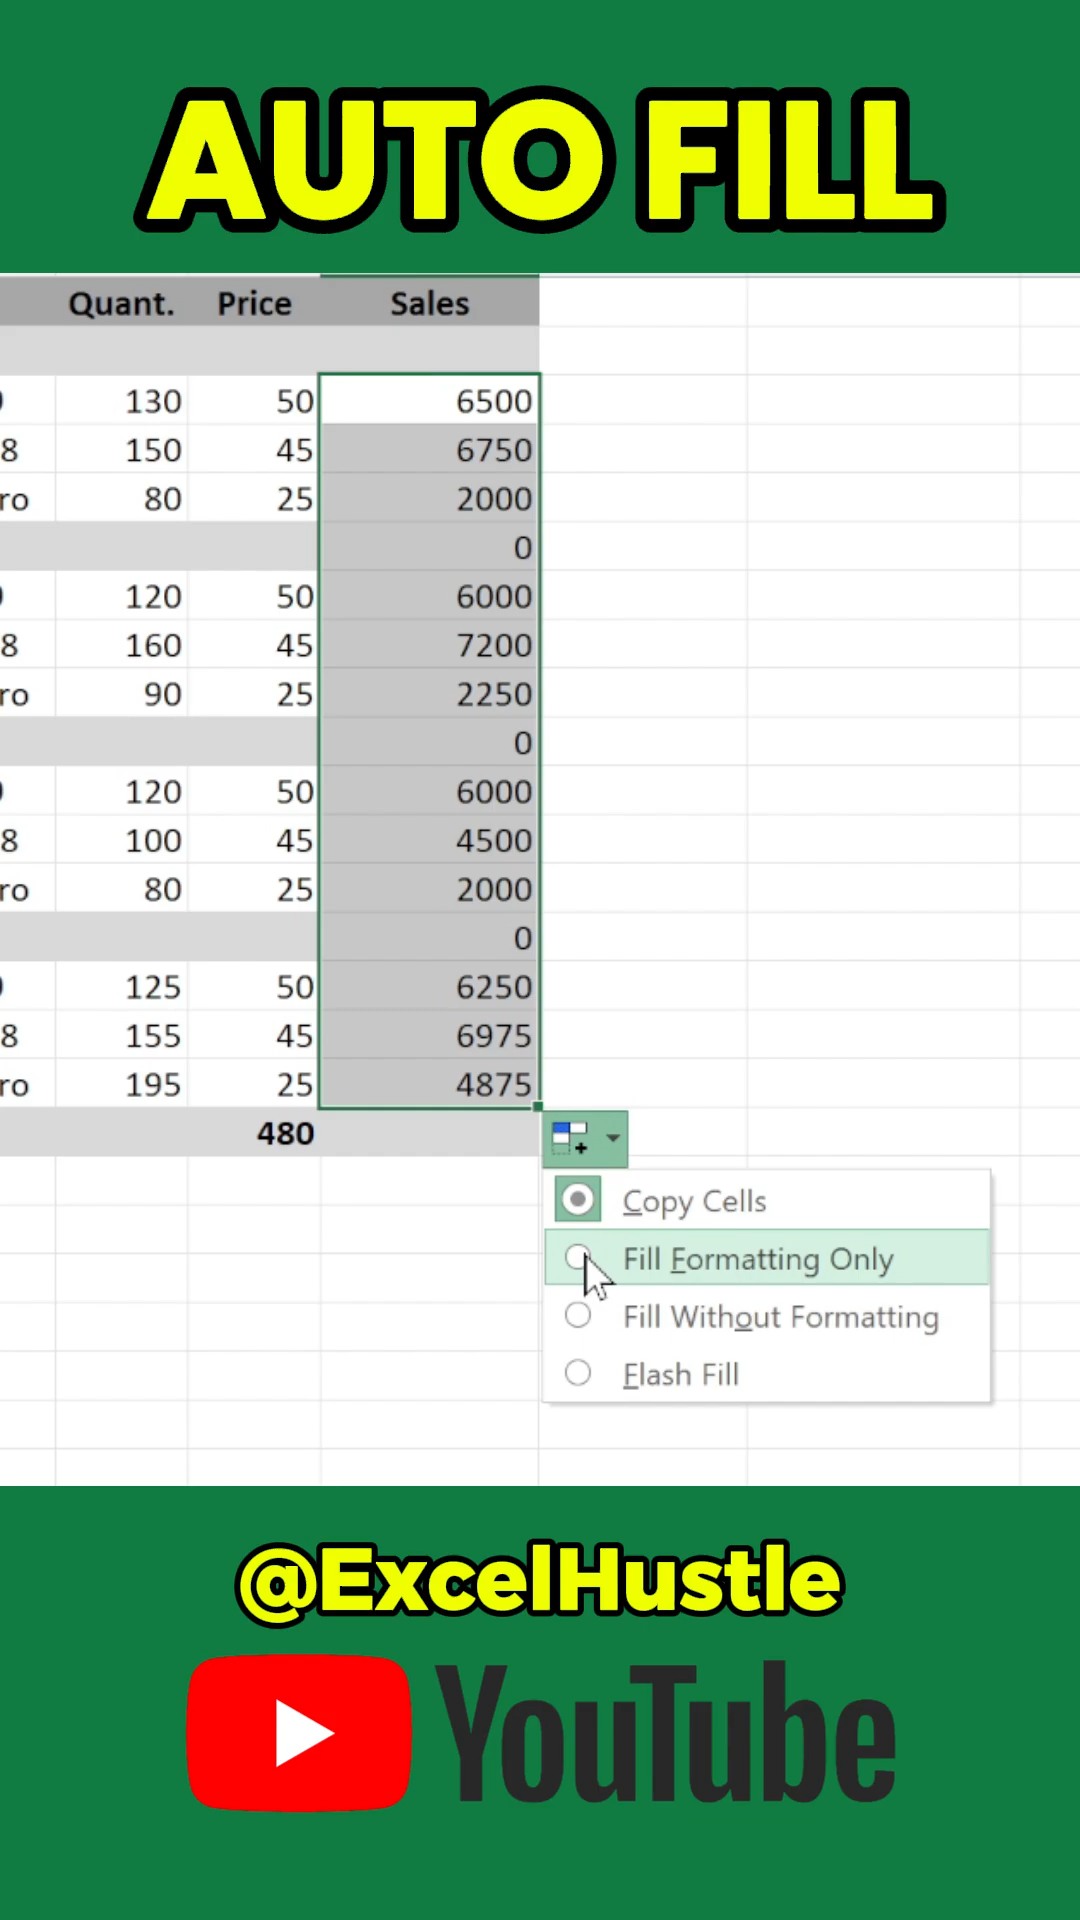 AUTO FILL
Quant. Price Sales
130 50 6500
8 150 45 6750
ro 80 25 2000
0
120 50 6000
8 160 45 7200
ro 90 25 2250
0
120 50 6000
8 100 45 4500
ro 80 25 2000
0
125 50 6250
8 155 45 6975
ro 195 25 4875
480
Copy Cells
Fill Formatting Only
Fill Without Formatting
Flash Fill
@ExcelHustle
YouTube